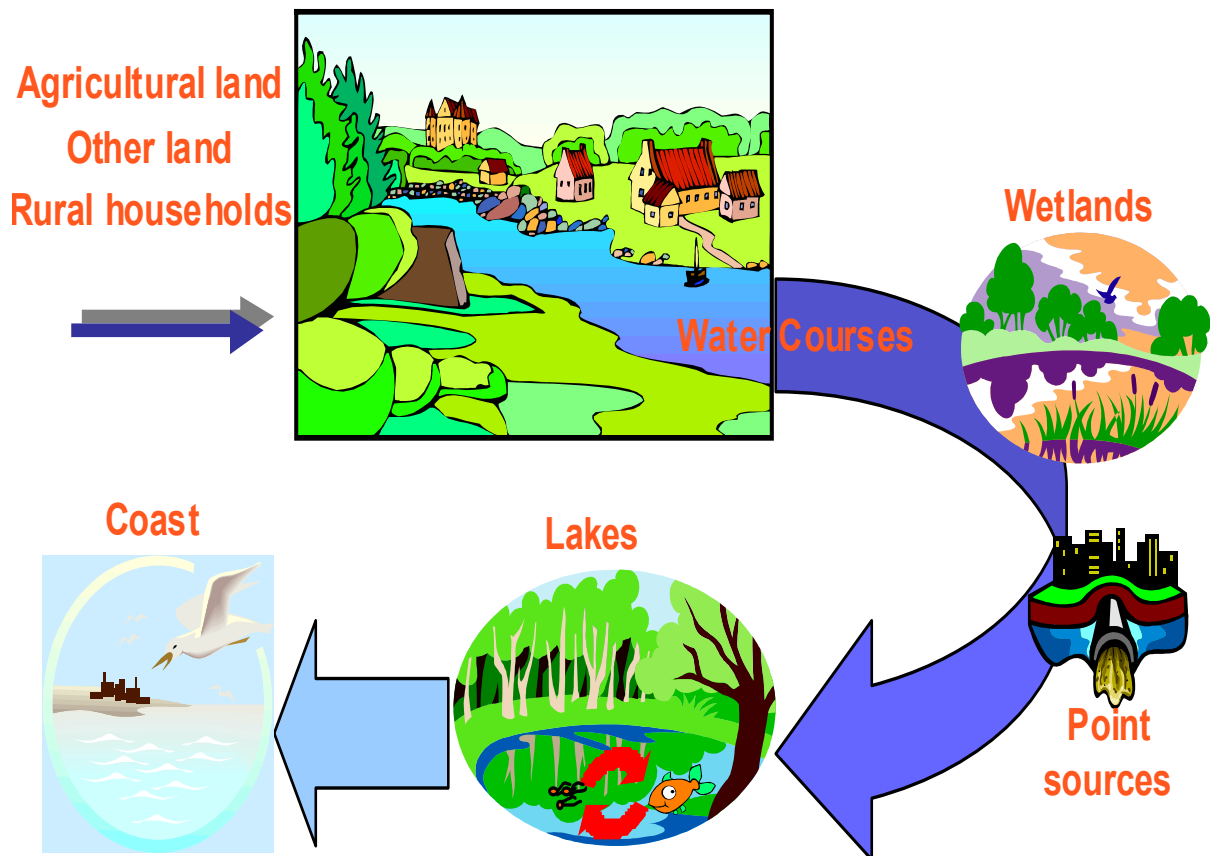 Agricultural land
Other land
Rural households
Wetlands
Water Courses
Coast
Lakes
Point
sources